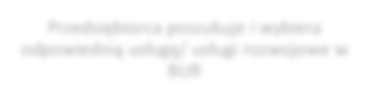 Przedsiębiorca poszukuje i wybiera
odpowiednią usługę/ usługi rozwojowe w
BUR